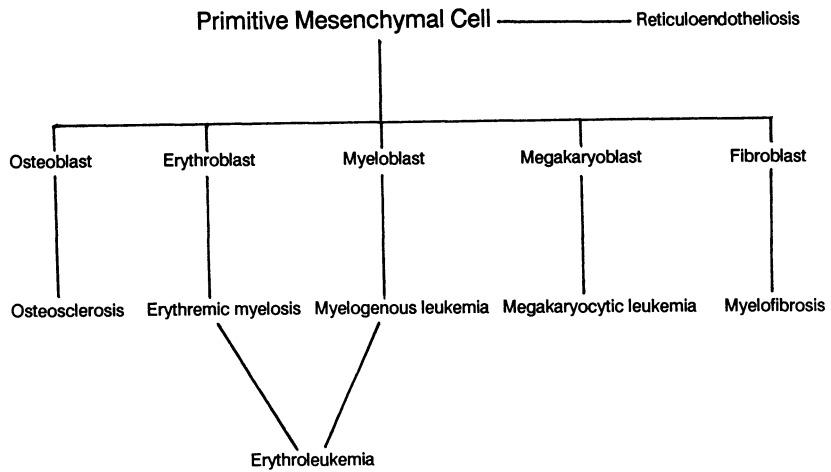 Primitive Mesenchymal Cell
Reticuloendotheliosis
Osteoblast
Erythroblast
Myeloblast
Megakaryoblast
Fibroblast
Osteosclerosis
Erythremic myelosis
Myelogenous leukemia
Megakaryocytic leukemia
Myelofibrosis
Erythroleukemia